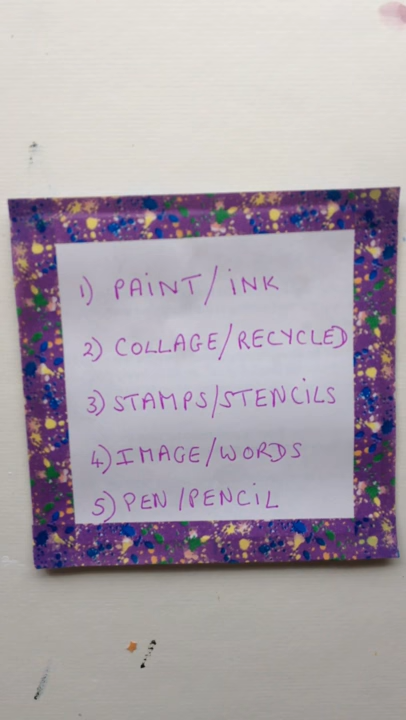 1) PAINT/INK
2) COLLAGE/RECYCLED
3) STAMPS/STENCILS
4) IMAGE/WORDS
5) PEN/PENCIL